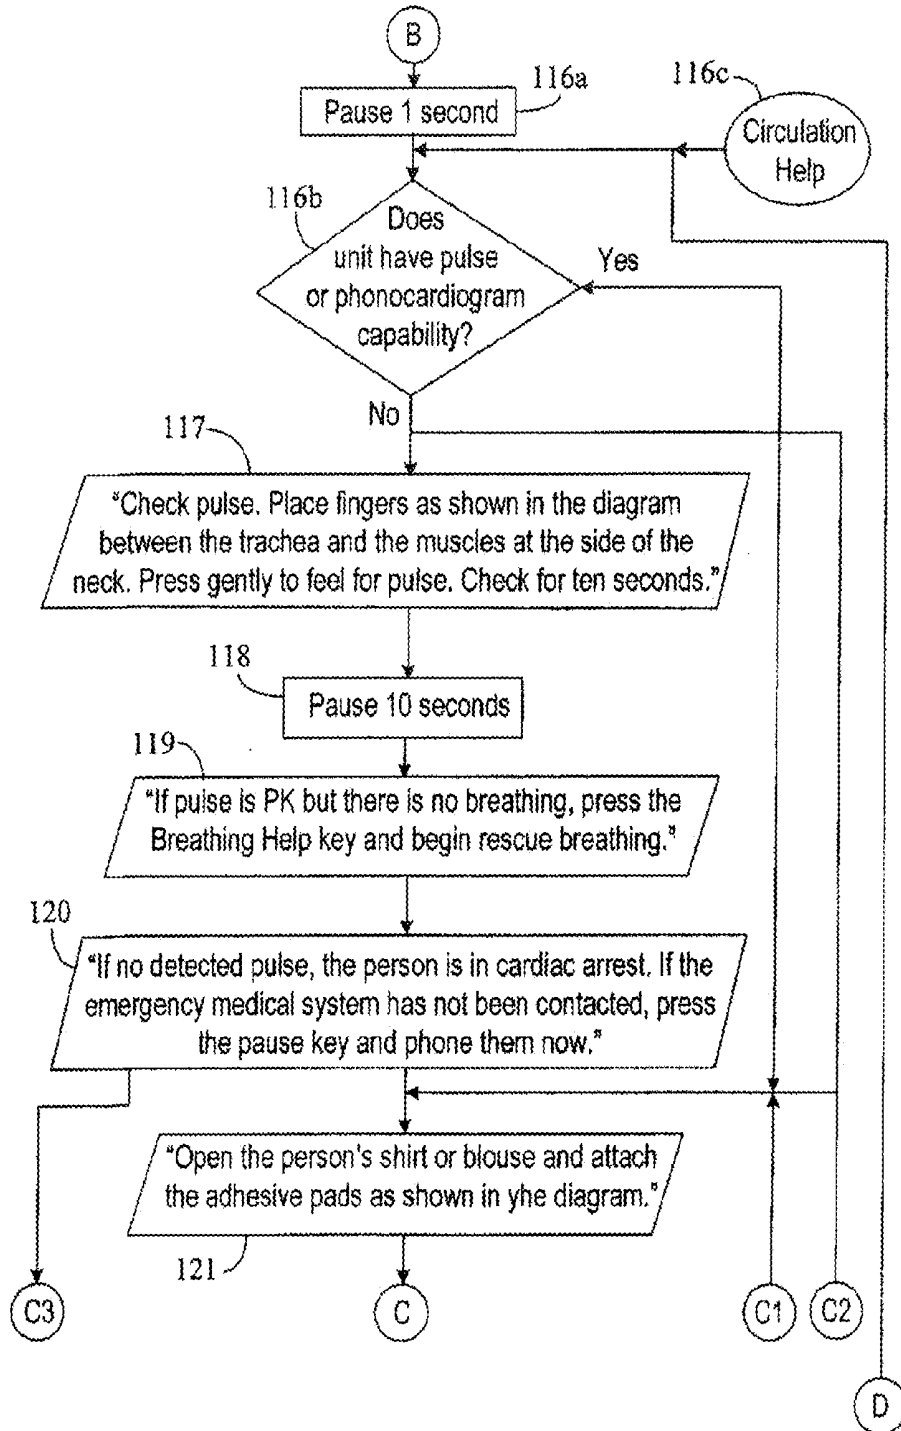 B
116a
Pause 1 second
116c
Circulation
Help
116b
Does
unit have pulse
or phonocardiogram
capability?
Yes
No
117
"Check pulse. Place fingers as shown in the diagram
between the trachea and the muscles at the side of the
neck. Press gently to feel for pulse. Check for ten seconds."
118
Pause 10 seconds
119
"If pulse is PK but there is no breathing, press the
Breathing Help key and begin rescue breathing."
120
"If no detected pulse, the person is in cardiac arrest. If the
emergency medical system has not been contacted, press
the pause key and phone them now."
"Open the person's shirt or blouse and attach
the adhesive pads as shown in yhe diagram."
121
C3
C
C1
C2
D